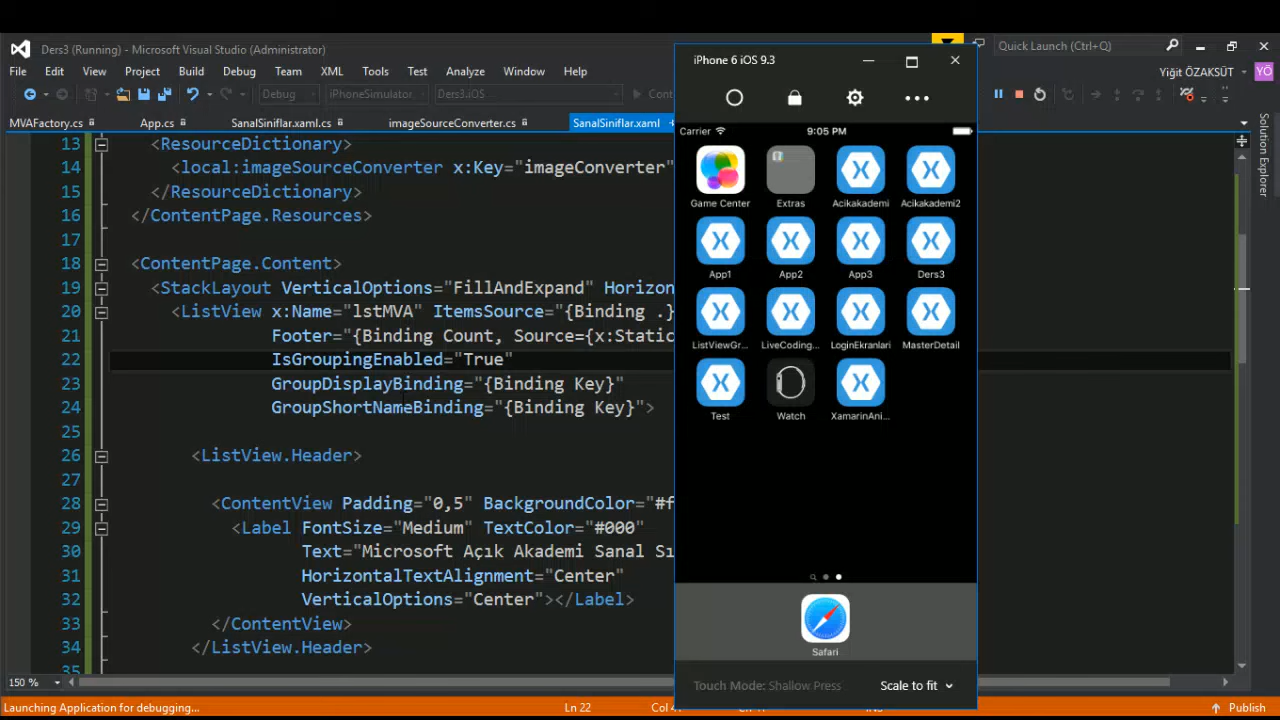 Ders3 (Running) - Microsoft Visual Studio (Administrator)
Quick Launch (Ctrl+Q)
File Edit View Project Build Debug Team XML Tools Test Analyze Window Help
Yiğit ÖZAKSÜT YÖ
Debug iPhoneSimulator Ders3.iOS Cont
MVAFactory.cs App.cs SanalSiniflar.xaml.cs imageSourceConverter.cs SanalSiniflar.xaml
Solution Explorer
13 <ResourceDictionary>
14 <local:imageSourceConverter x:Key="imageConverter"
15 </ResourceDictionary>
16 </ContentPage.Resources>
17
18 <ContentPage.Content>
19 <StackLayout VerticalOptions="FillAndExpand" Horizon
20 <ListView x:Name="lstMVA" ItemsSource="{Binding .}
21 Footer="{Binding Count, Source={x:Static
22 IsGroupingEnabled="True"
23 GroupDisplayBinding="{Binding Key}"
24 GroupShortNameBinding="{Binding Key}">
25
26 <ListView.Header>
27
28 <ContentView Padding="0,5" BackgroundColor="#f
29 <Label FontSize="Medium" TextColor="#000"
30 Text="Microsoft Açık Akademi Sanal Sı
31 HorizontalTextAlignment="Center"
32 VerticalOptions="Center"></Label>
33 </ContentView>
34 </ListView.Header>
35
150 %
Launching Application for debugging...
Ln 22
Publish
iPhone 6 iOS 9.3
Carrier 9:05 PM
Game Center Extras Acikakademi Acikakademi2
App1 App2 App3 Ders3
ListViewGr... LiveCoding... LoginEkranlari MasterDetail
Test Watch XamarinAni...
Safari
Touch Mode: Shallow Press Scale to fit